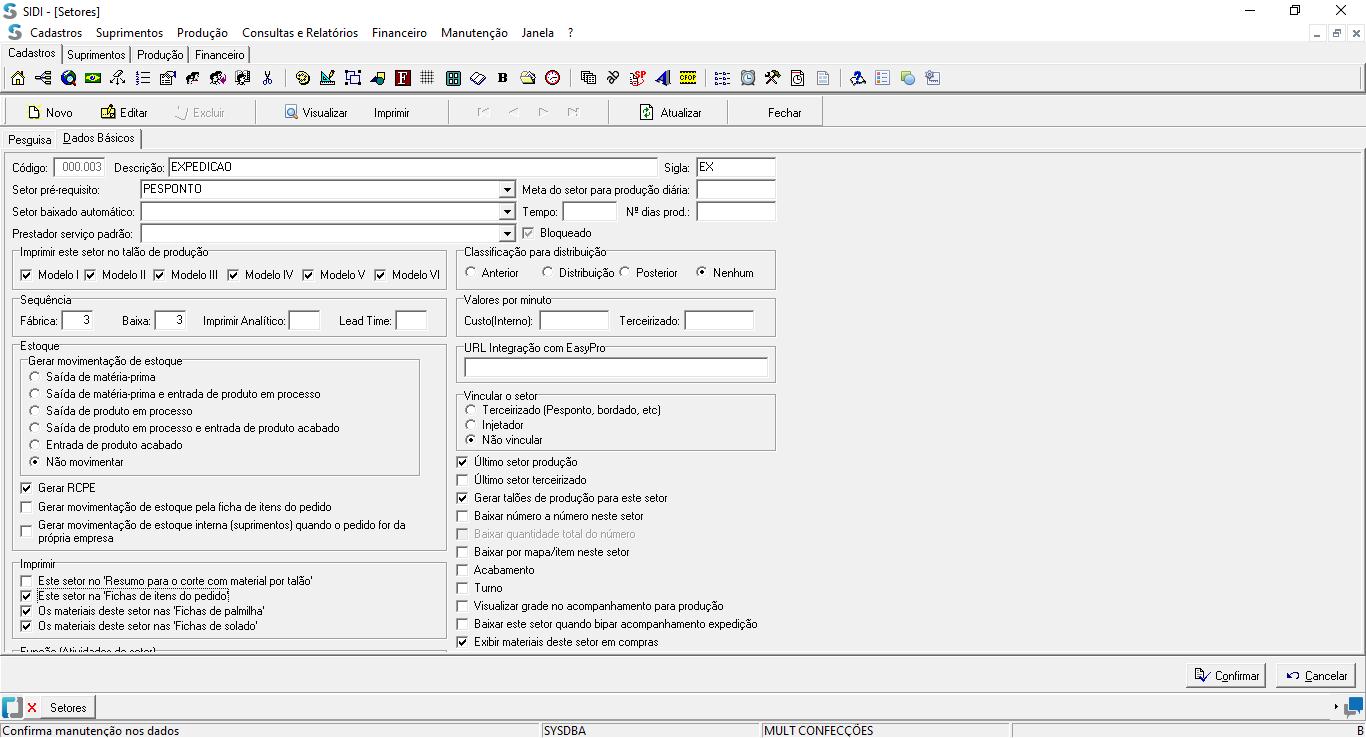 SIDI - [Setores]
Cadastros Suprimentos Produção Consultas e Relatórios Financeiro Manutenção Janela ?
Cadastros Suprimentos Produção Financeiro
Novo Editar Excluir Visualizar Imprimir Atualizar Fechar
Pesquisa Dados Básicos
Código: 000.003 Descrição: EXPEDICAO Sigla: EX
Setor pré-requisito: PESPONTO Meta do setor para produção diária:
Setor baixado automático: Tempo: Nº dias prod.:
Prestador serviço padrão: Bloqueado
Imprimir este setor no talão de produção
Modelo I Modelo II Modelo III Modelo IV Modelo V Modelo VI
Classificação para distribuição
Anterior Distribuição Posterior Nenhum
Sequência
Fábrica: 3 Baixa: 3 Imprimir Analítico: Lead Time:
Valores por minuto
Custo(Interno): Terceirizado:
Estoque
Gerar movimentação de estoque
Saída de matéria-prima
Saída de matéria-prima e entrada de produto em processo
Saída de produto em processo
Saída de produto em processo e entrada de produto acabado
Entrada de produto acabado
Não movimentar
Gerar RCPE
Gerar movimentação de estoque pela ficha de itens do pedido
Gerar movimentação de estoque interna (suprimentos) quando o pedido for da
própria empresa
Imprimir
Este setor no 'Resumo para o corte com material por talão'
Este setor na 'Fichas de itens do pedido'
Os materiais deste setor nas 'Fichas de palmilha'
Os materiais deste setor nas 'Fichas de solado'
Função (Atividades do setor)
URL Integração com EasyPro
Vincular o setor
Terceirizado (Pesponto, bordado, etc)
Injetador
Não vincular
Último setor produção
Último setor terceirizado
Gerar talões de produção para este setor
Baixar número a número neste setor
Baixar quantidade total do número
Baixar por mapa/item neste setor
Acabamento
Turno
Visualizar grade no acompanhamento para produção
Baixar este setor quando bipar acompanhamento expedição
Exibir materiais deste setor em compras
Confirmar Cancelar
Setores
Confirma manutenção nos dados SYSDBA MULT CONFECÇÕES B